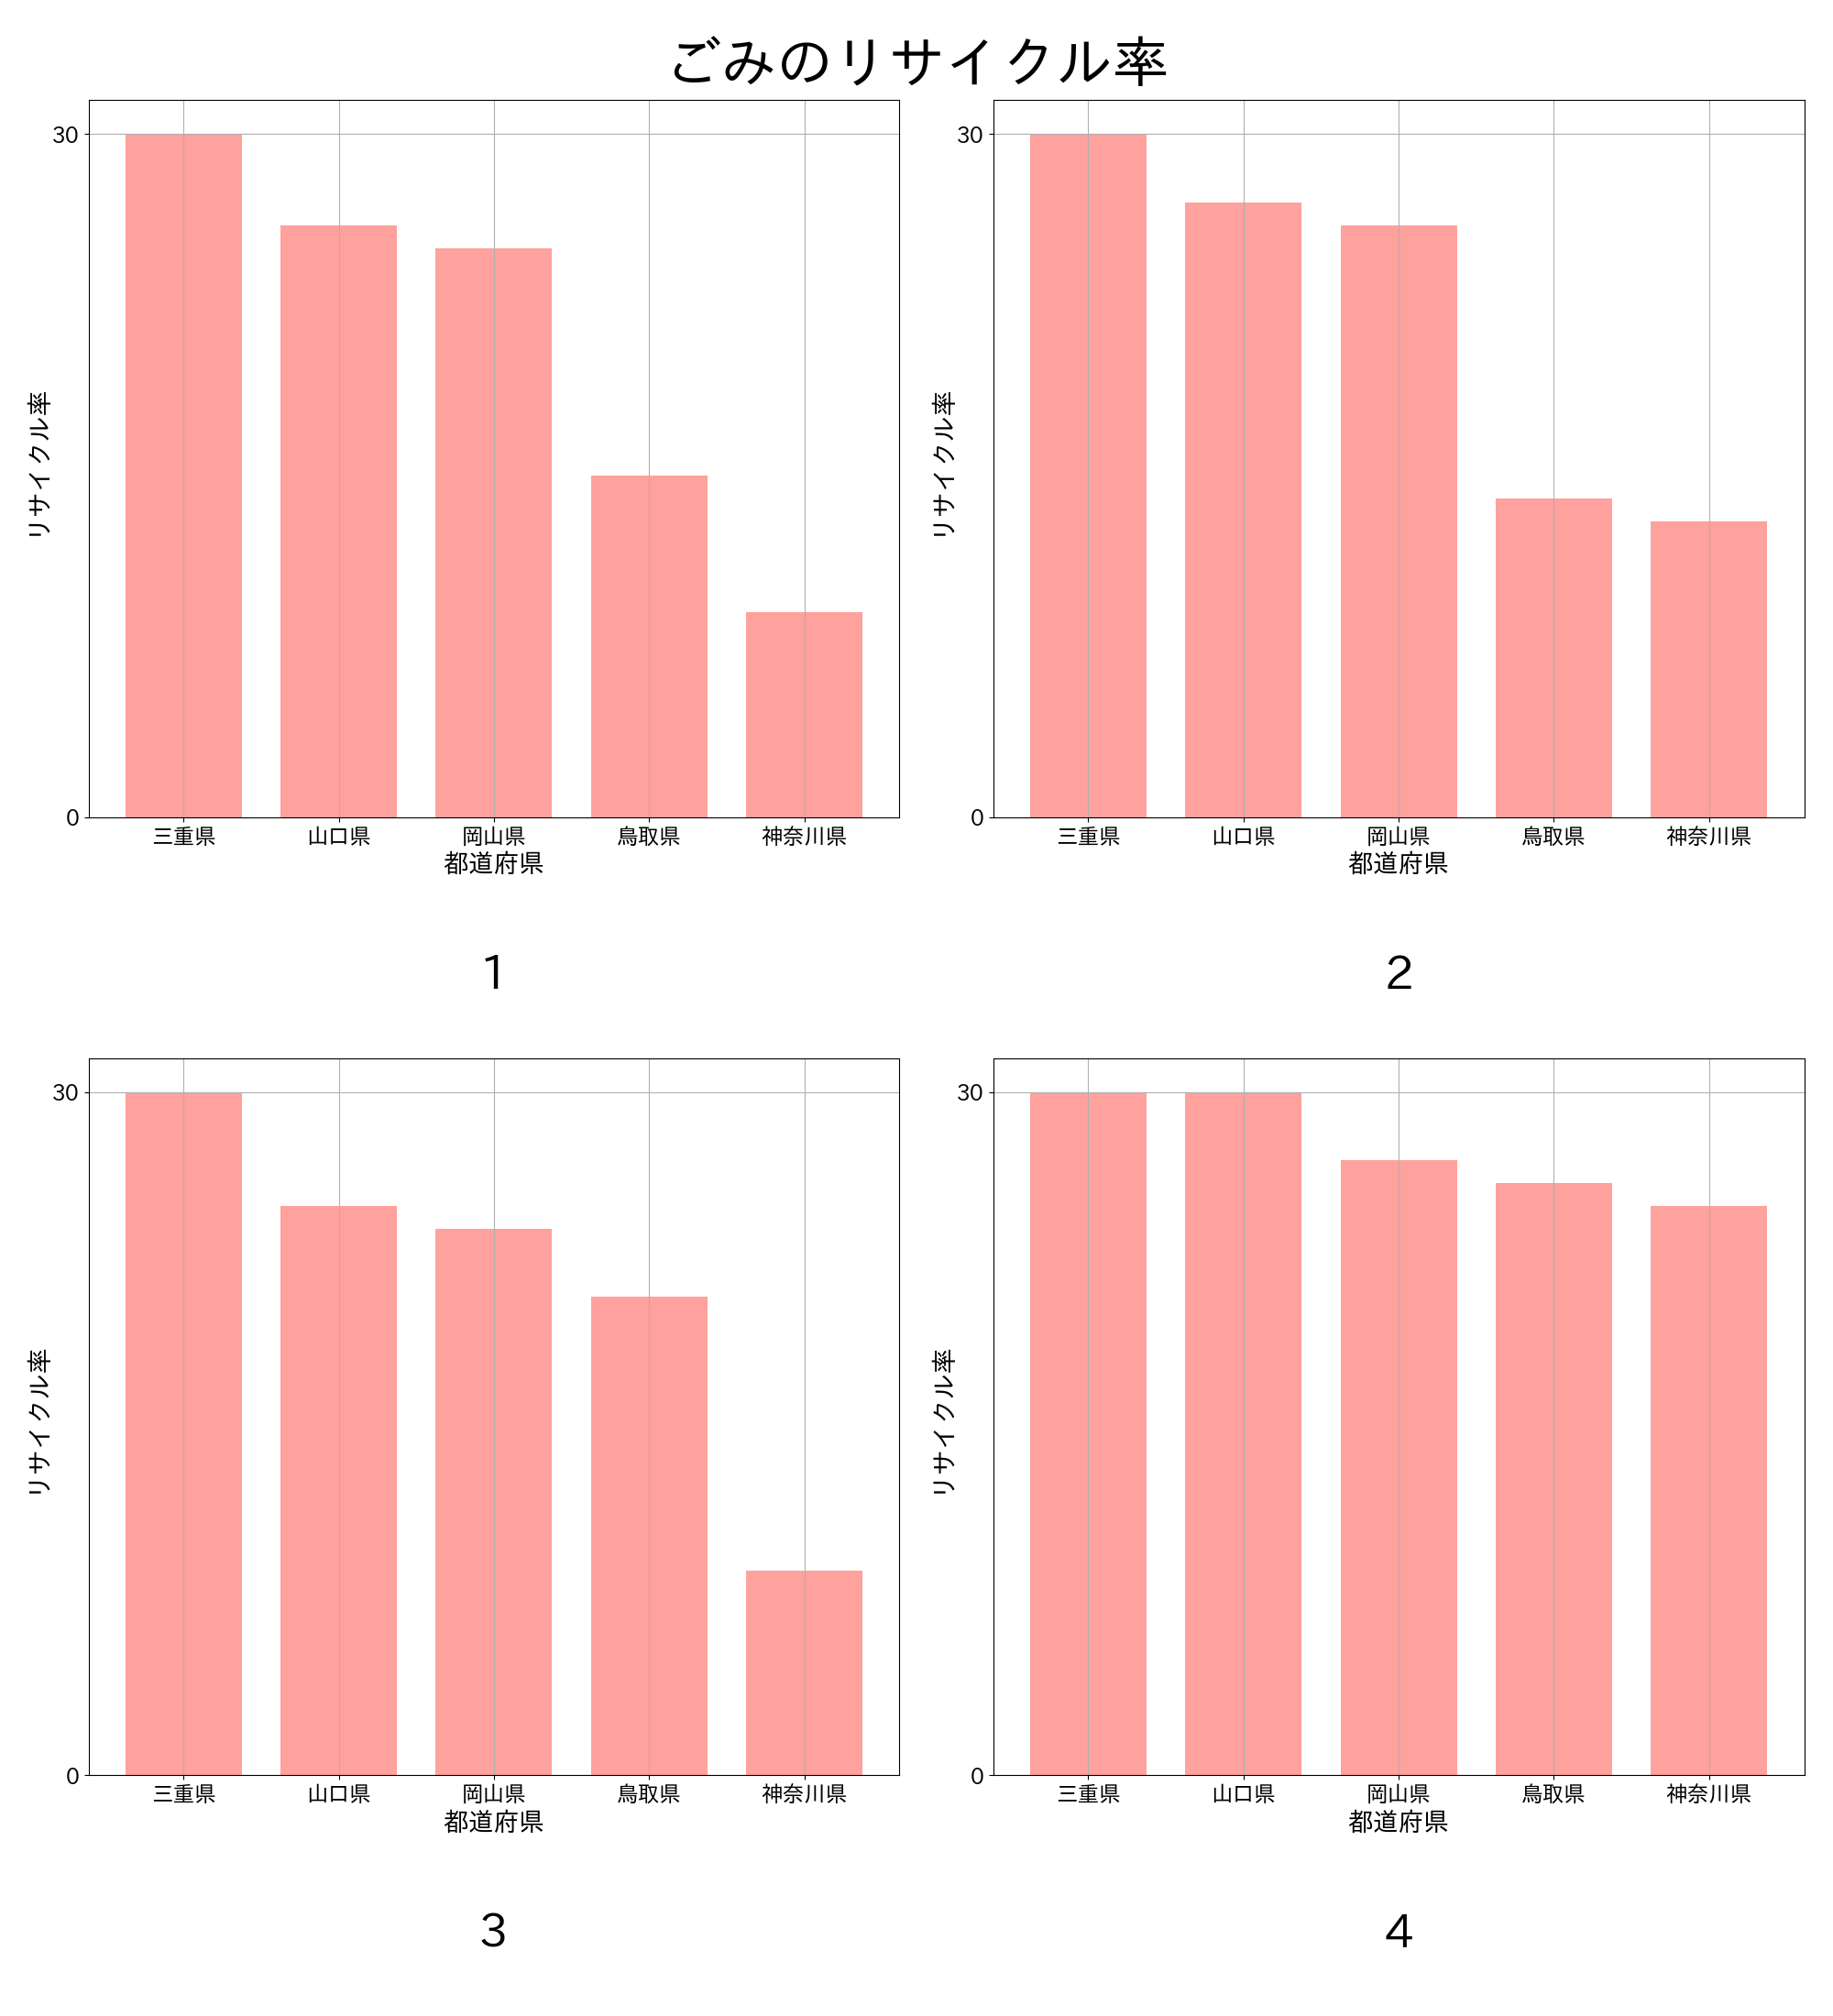 ごみのリサイクル率
30
0
リサイクル率
三重県 山口県 岡山県 鳥取県 神奈川県
都道府県
1
30
0
リサイクル率
三重県 山口県 岡山県 鳥取県 神奈川県
都道府県
2
30
0
リサイクル率
三重県 山口県 岡山県 鳥取県 神奈川県
都道府県
3
30
0
リサイクル率
三重県 山口県 岡山県 鳥取県 神奈川県
都道府県
4